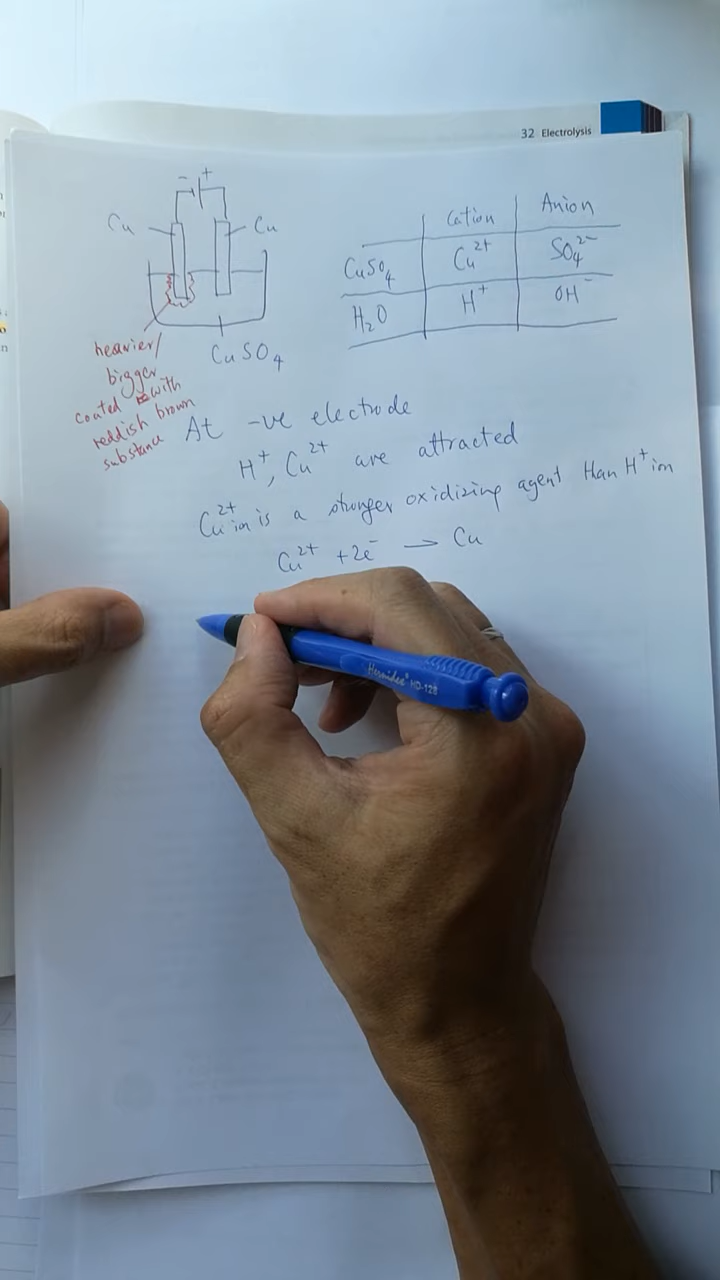 32 Electrolysis
- +
Cu Cu
CuSO₄
heavier/
bigger
coated with
reddish brown
substance
Cation Anion
CuSO₄ Cu²⁺ SO₄²⁻
H₂O H⁺ OH⁻
At -ve electrode
H⁺, Cu²⁺ are attracted
Cu²⁺ ion is a stronger oxidizing agent than H⁺ ion
Cu²⁺ + 2e⁻ → Cu
HD-128